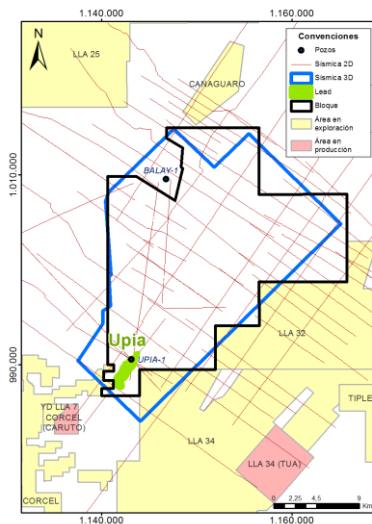 1.140.000
1.160.000
LLA 25
CANAGUARO
Convenciones
Pozos
Sísmica 2D
Sísmica 3D
Lead
Bloque
Área en
exploración
Área en
producción
N
1.010.000
BALAY-1
Upia
UPIA-1
LLA 32
990.000
YD LLA 7
CORCEL
(CARUTO)
TIPLE
LLA 34
LLA 34 (TUA)
CORCEL
0 2,25 4,5 9
Km
1.140.000
1.160.000